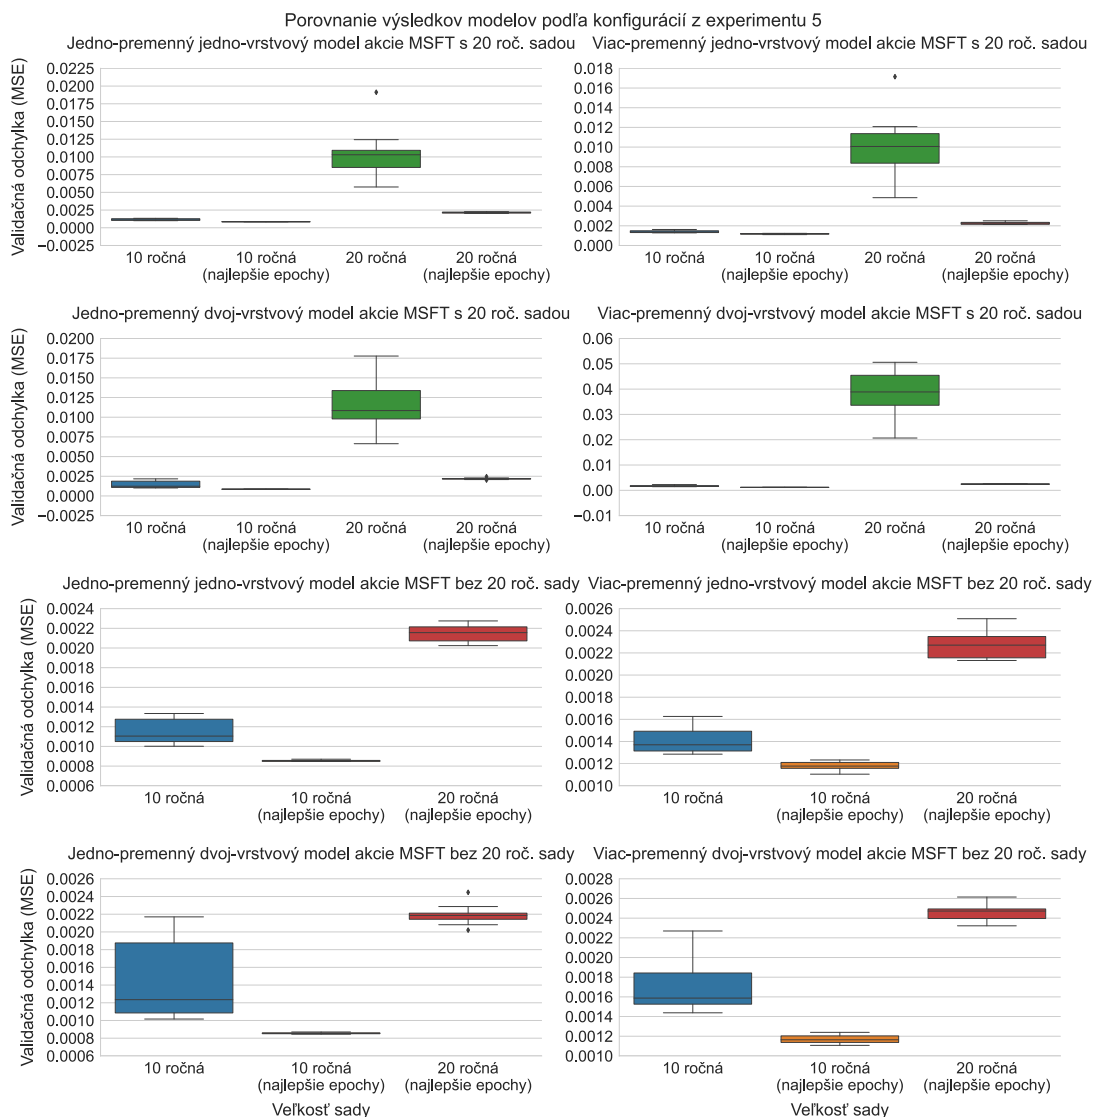 Porovnanie výsledkov modelov podľa konfigurácií z experimentu 5
Jedno-premenný jedno-vrstvový model akcie MSFT s 20 roč. sadou
Validačná odchylka (MSE)
0.0225
0.0200
0.0175
0.0150
0.0125
0.0100
0.0075
0.0050
0.0025
0.0000
−0.0025
10 ročná
10 ročná
(najlepšie epochy)
20 ročná
20 ročná
(najlepšie epochy)
Viac-premenný jedno-vrstvový model akcie MSFT s 20 roč. sadou
0.018
0.016
0.014
0.012
0.010
0.008
0.006
0.004
0.002
0.000
10 ročná
10 ročná
(najlepšie epochy)
20 ročná
20 ročná
(najlepšie epochy)
Jedno-premenný dvoj-vrstvový model akcie MSFT s 20 roč. sadou
Validačná odchylka (MSE)
0.0200
0.0175
0.0150
0.0125
0.0100
0.0075
0.0050
0.0025
0.0000
−0.0025
10 ročná
10 ročná
(najlepšie epochy)
20 ročná
20 ročná
(najlepšie epochy)
Viac-premenný dvoj-vrstvový model akcie MSFT s 20 roč. sadou
0.06
0.05
0.04
0.03
0.02
0.01
0.00
−0.01
10 ročná
10 ročná
(najlepšie epochy)
20 ročná
20 ročná
(najlepšie epochy)
Jedno-premenný jedno-vrstvový model akcie MSFT bez 20 roč. sady
Validačná odchylka (MSE)
0.0024
0.0022
0.0020
0.0018
0.0016
0.0014
0.0012
0.0010
0.0008
0.0006
10 ročná
10 ročná
(najlepšie epochy)
20 ročná
(najlepšie epochy)
Viac-premenný jedno-vrstvový model akcie MSFT bez 20 roč. sady
0.0026
0.0024
0.0022
0.0020
0.0018
0.0016
0.0014
0.0012
0.0010
10 ročná
10 ročná
(najlepšie epochy)
20 ročná
(najlepšie epochy)
Jedno-premenný dvoj-vrstvový model akcie MSFT bez 20 roč. sady
Validačná odchylka (MSE)
0.0026
0.0024
0.0022
0.0020
0.0018
0.0016
0.0014
0.0012
0.0010
0.0008
0.0006
10 ročná
10 ročná
(najlepšie epochy)
20 ročná
(najlepšie epochy)
Veľkosť sady
Viac-premenný dvoj-vrstvový model akcie MSFT bez 20 roč. sady
0.0028
0.0026
0.0024
0.0022
0.0020
0.0018
0.0016
0.0014
0.0012
0.0010
10 ročná
10 ročná
(najlepšie epochy)
20 ročná
(najlepšie epochy)
Veľkosť sady